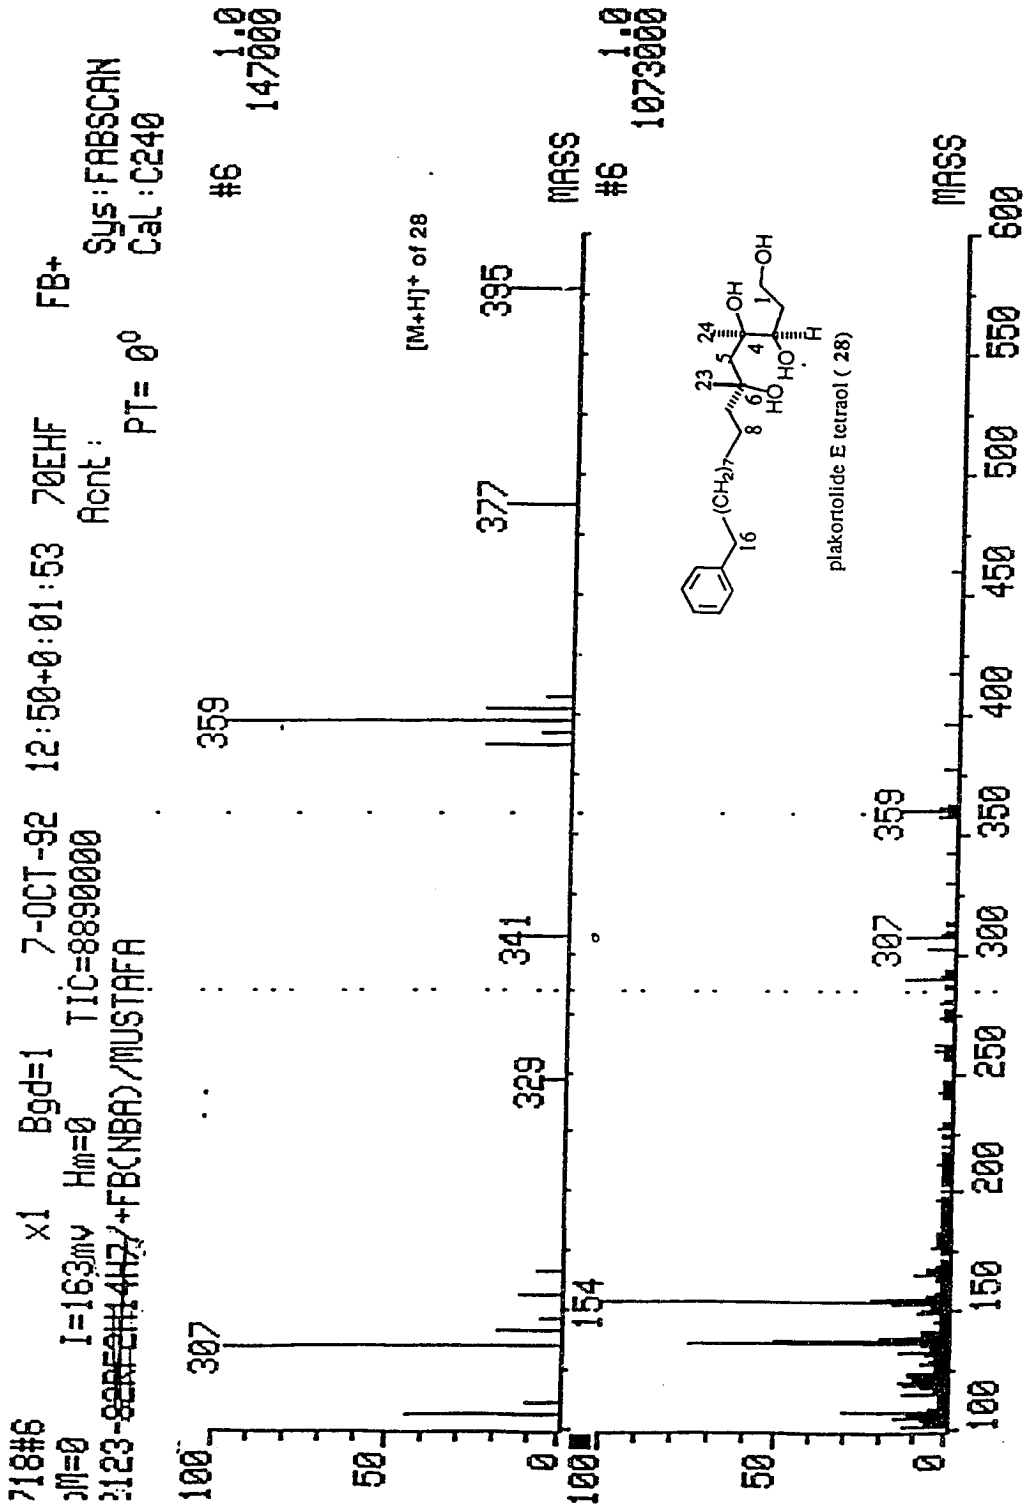 718#6 x1 Bgd=1 7-OCT-92 12:50+0:01:53 70EHF FB+
M=0 I=163mv Hm=0 TIC=8890000 Acnt: Sys:FABSCAN
+FB(NBA)/MUSTAFA PT= 0° Cal:C240
#6 1.0
147000
100
50
0
307
329
341
359
377
395
[M+H]+ of 28
MASS
#6 1.0
1073000
100
50
0
154
307
359
16
(CH2)7
8
23
6
5
24
4
1
OH
OH
HO
HO
H
plakortolide E tetraol ( 28)
MASS
100 150 200 250 300 350 400 450 500 550 600